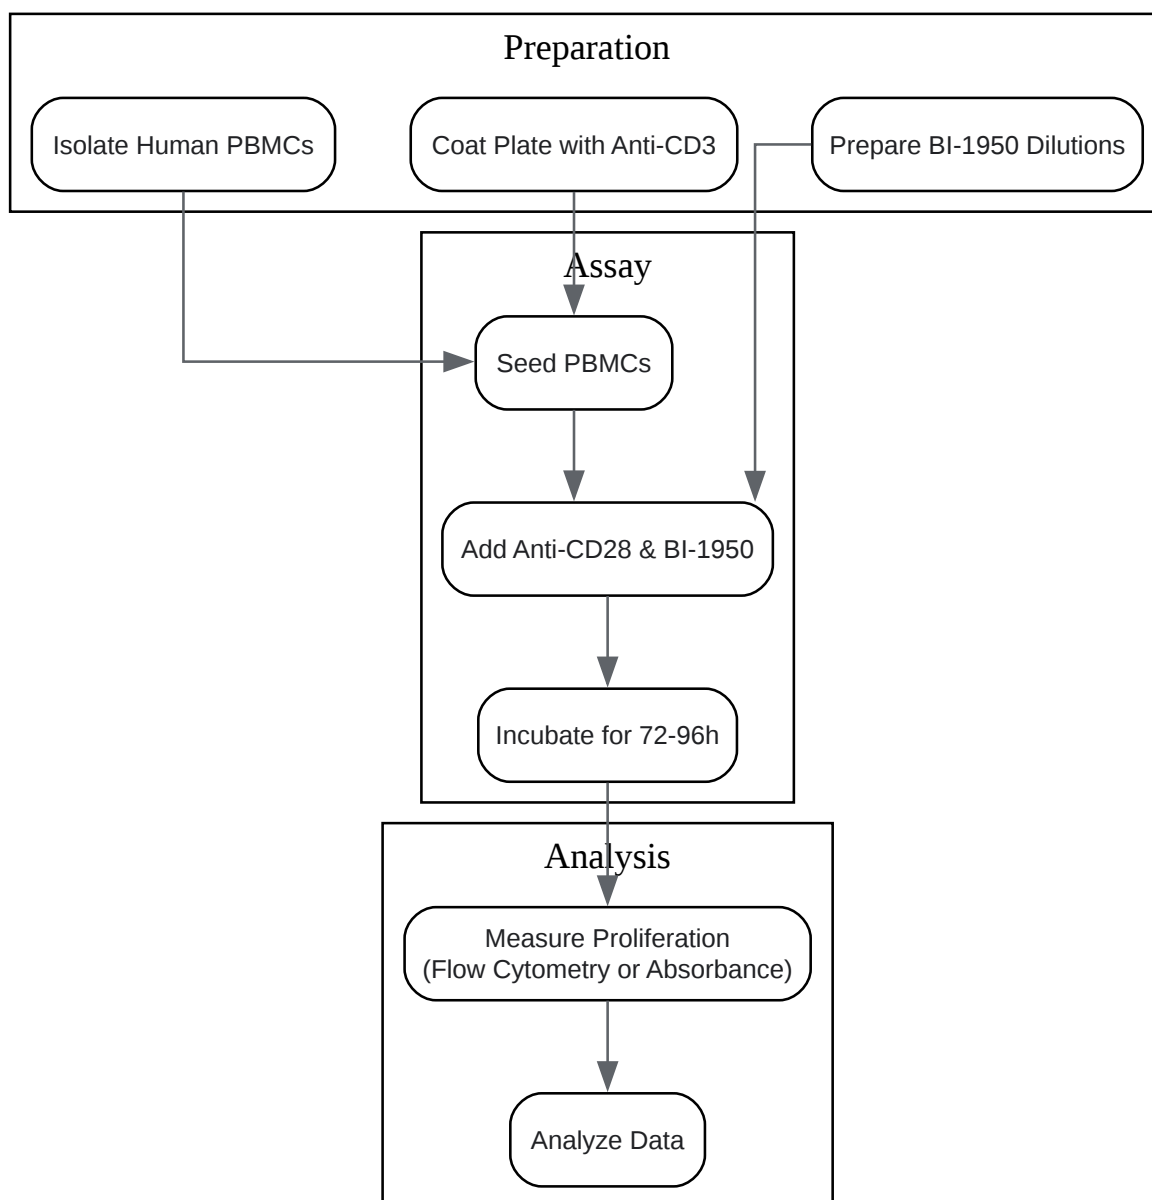 Preparation
Isolate Human PBMCs
Coat Plate with Anti-CD3
Prepare BI-1950 Dilutions
Assay
Seed PBMCs
Add Anti-CD28 & BI-1950
Incubate for 72-96h
Analysis
Measure Proliferation
(Flow Cytometry or Absorbance)
Analyze Data